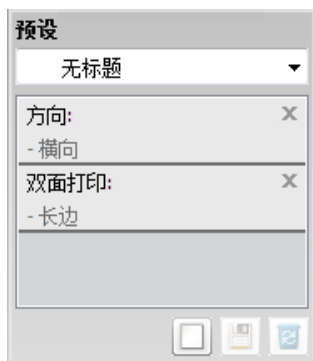 预设
无标题
方向:
- 横向
双面打印:
- 长边